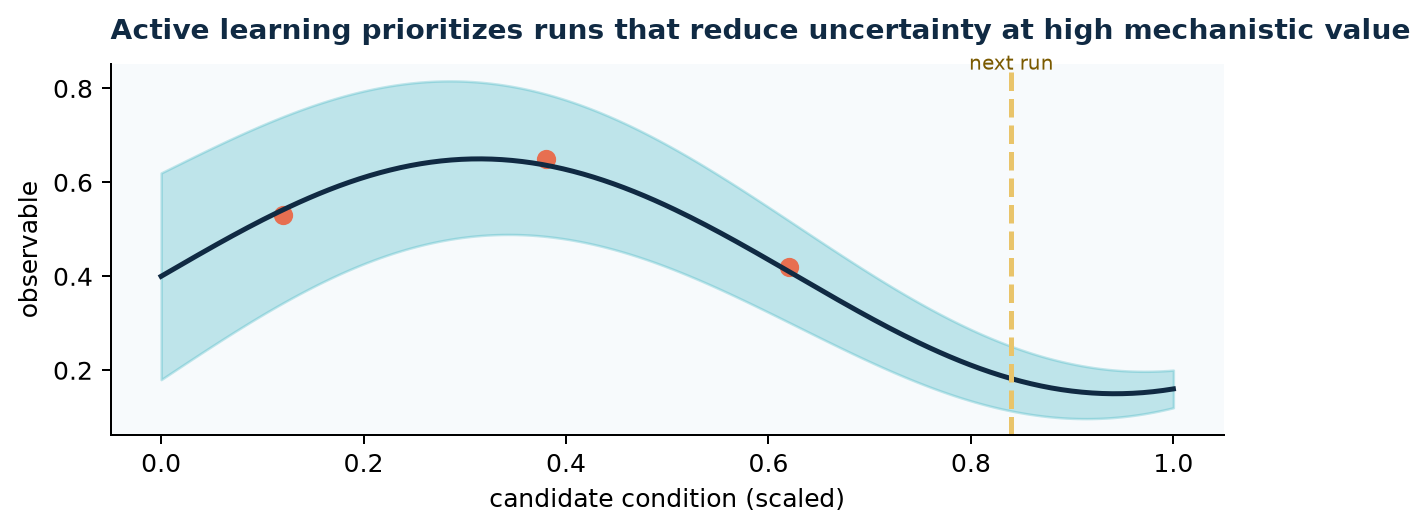 Active learning prioritizes runs that reduce uncertainty at high mechanistic value
next run
0.8
0.6
0.4
0.2
observable
0.0 0.2 0.4 0.6 0.8 1.0
candidate condition (scaled)